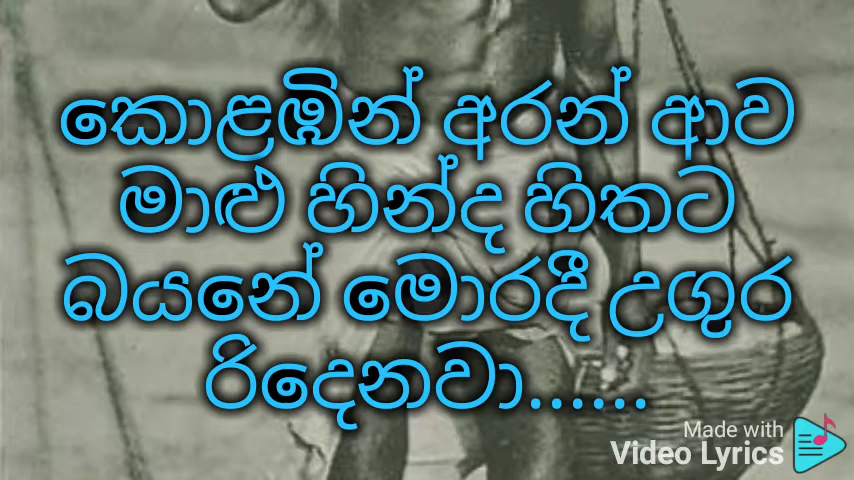 කොළඹින් අරන් ආව
මාළු හින්ද හිතට
බයනේ මොරදී උගුර
රිදෙනවා......
Made with
Video Lyrics